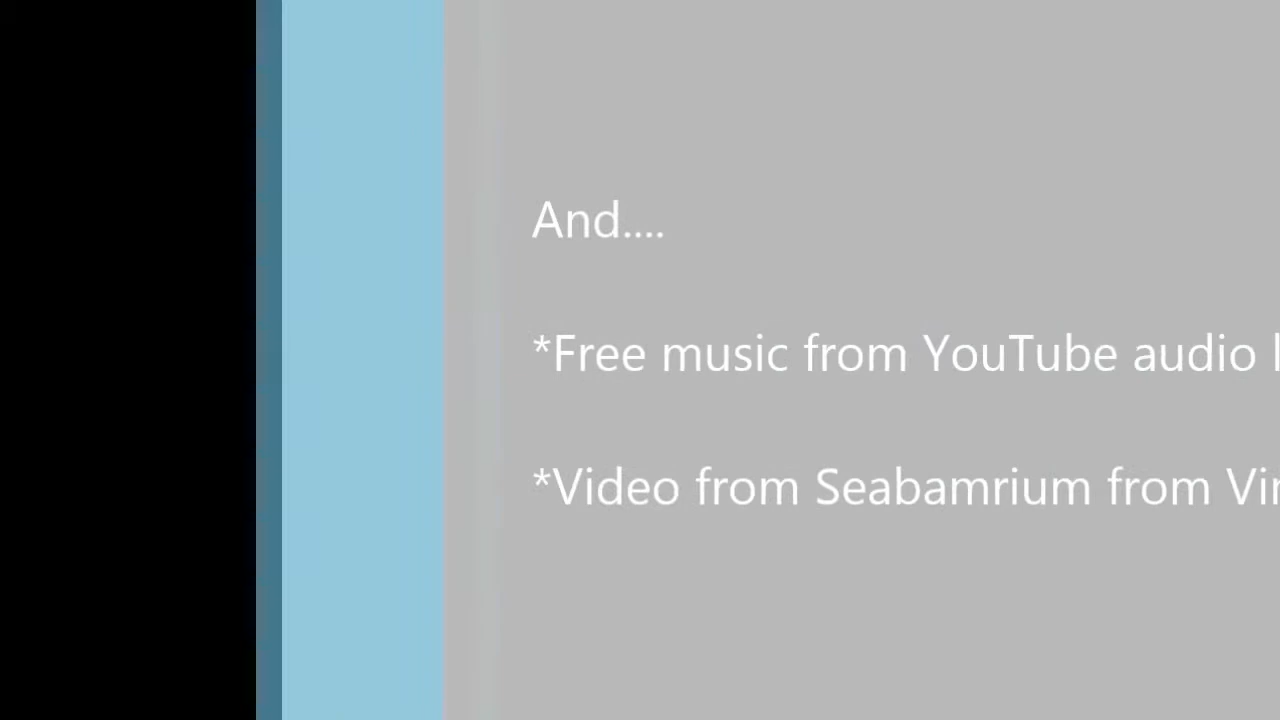 And....
*Free music from YouTube audio
*Video from Seabamrium from